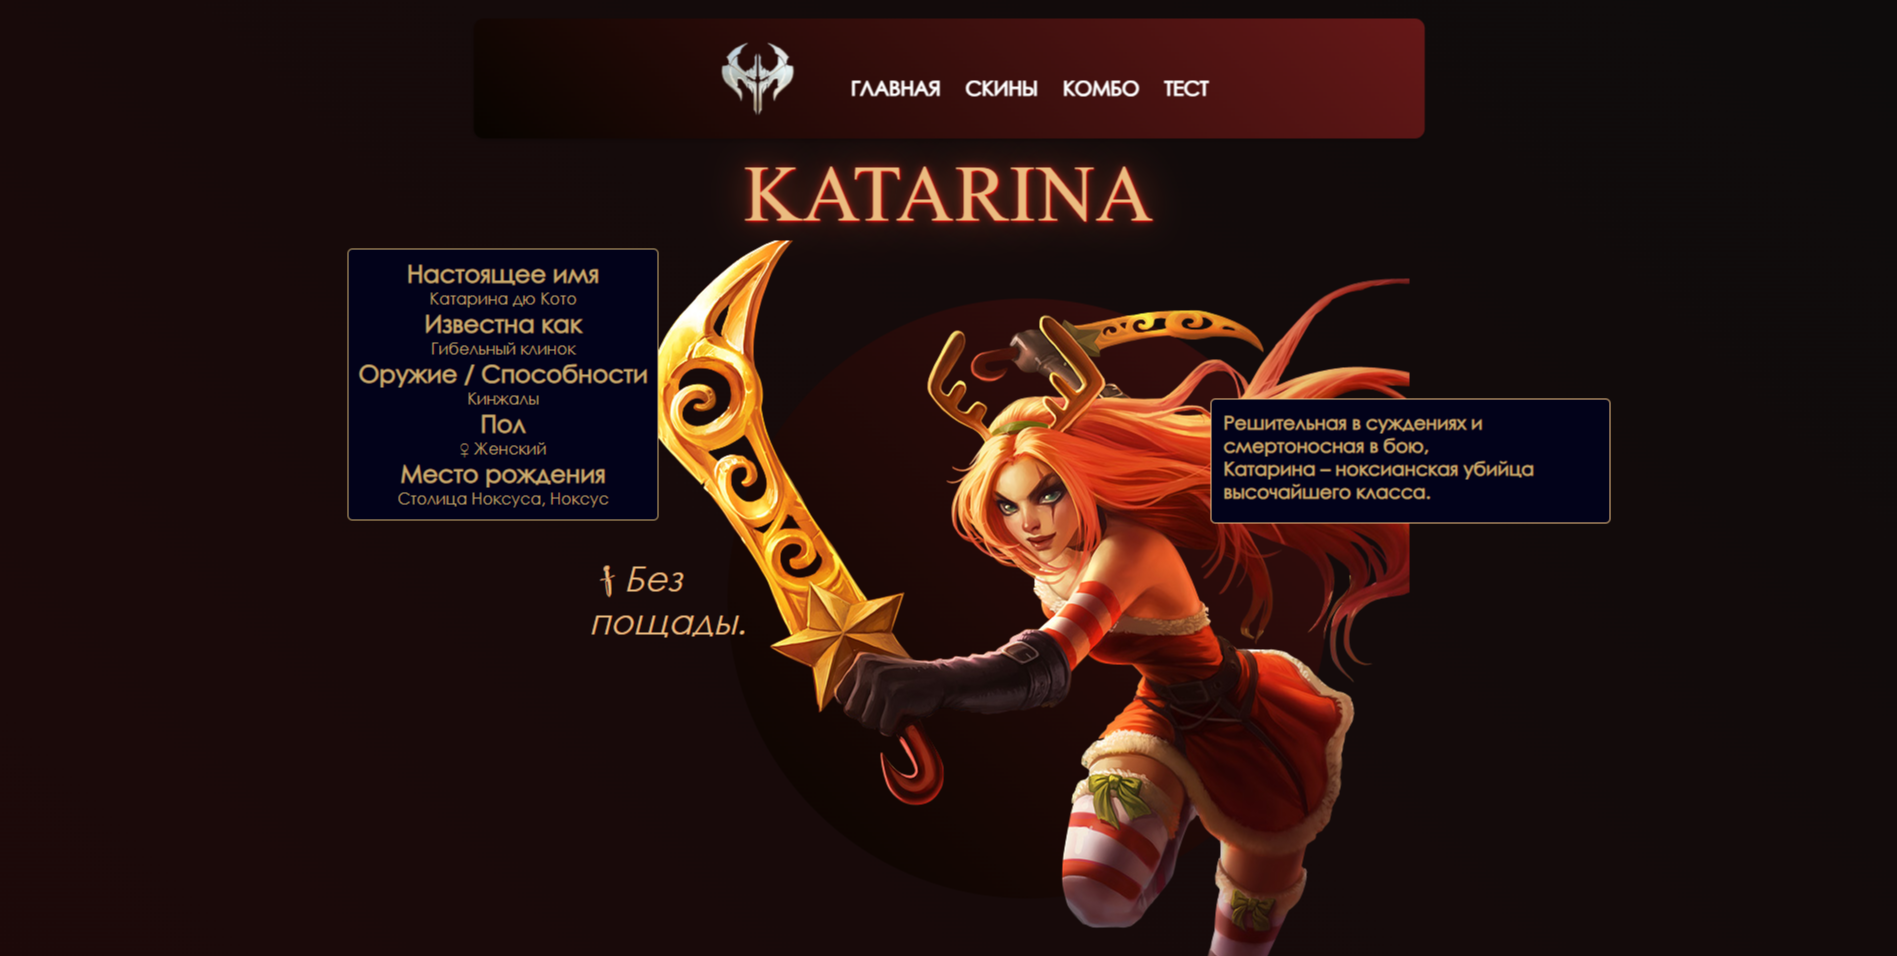 ГЛАВНАЯ СКИНЫ КОМБО ТЕСТ
KATARINA
Настоящее имя
Катарина дю Кото
Известна как
Гибельный клинок
Оружие / Способности
Кинжалы
Пол
♀ Женский
Место рождения
Столица Ноксуса, Ноксус
Решительная в суждениях и
смертоносная в бою,
Катарина – ноксианская убийца
высочайшего класса.
Без
пощады.